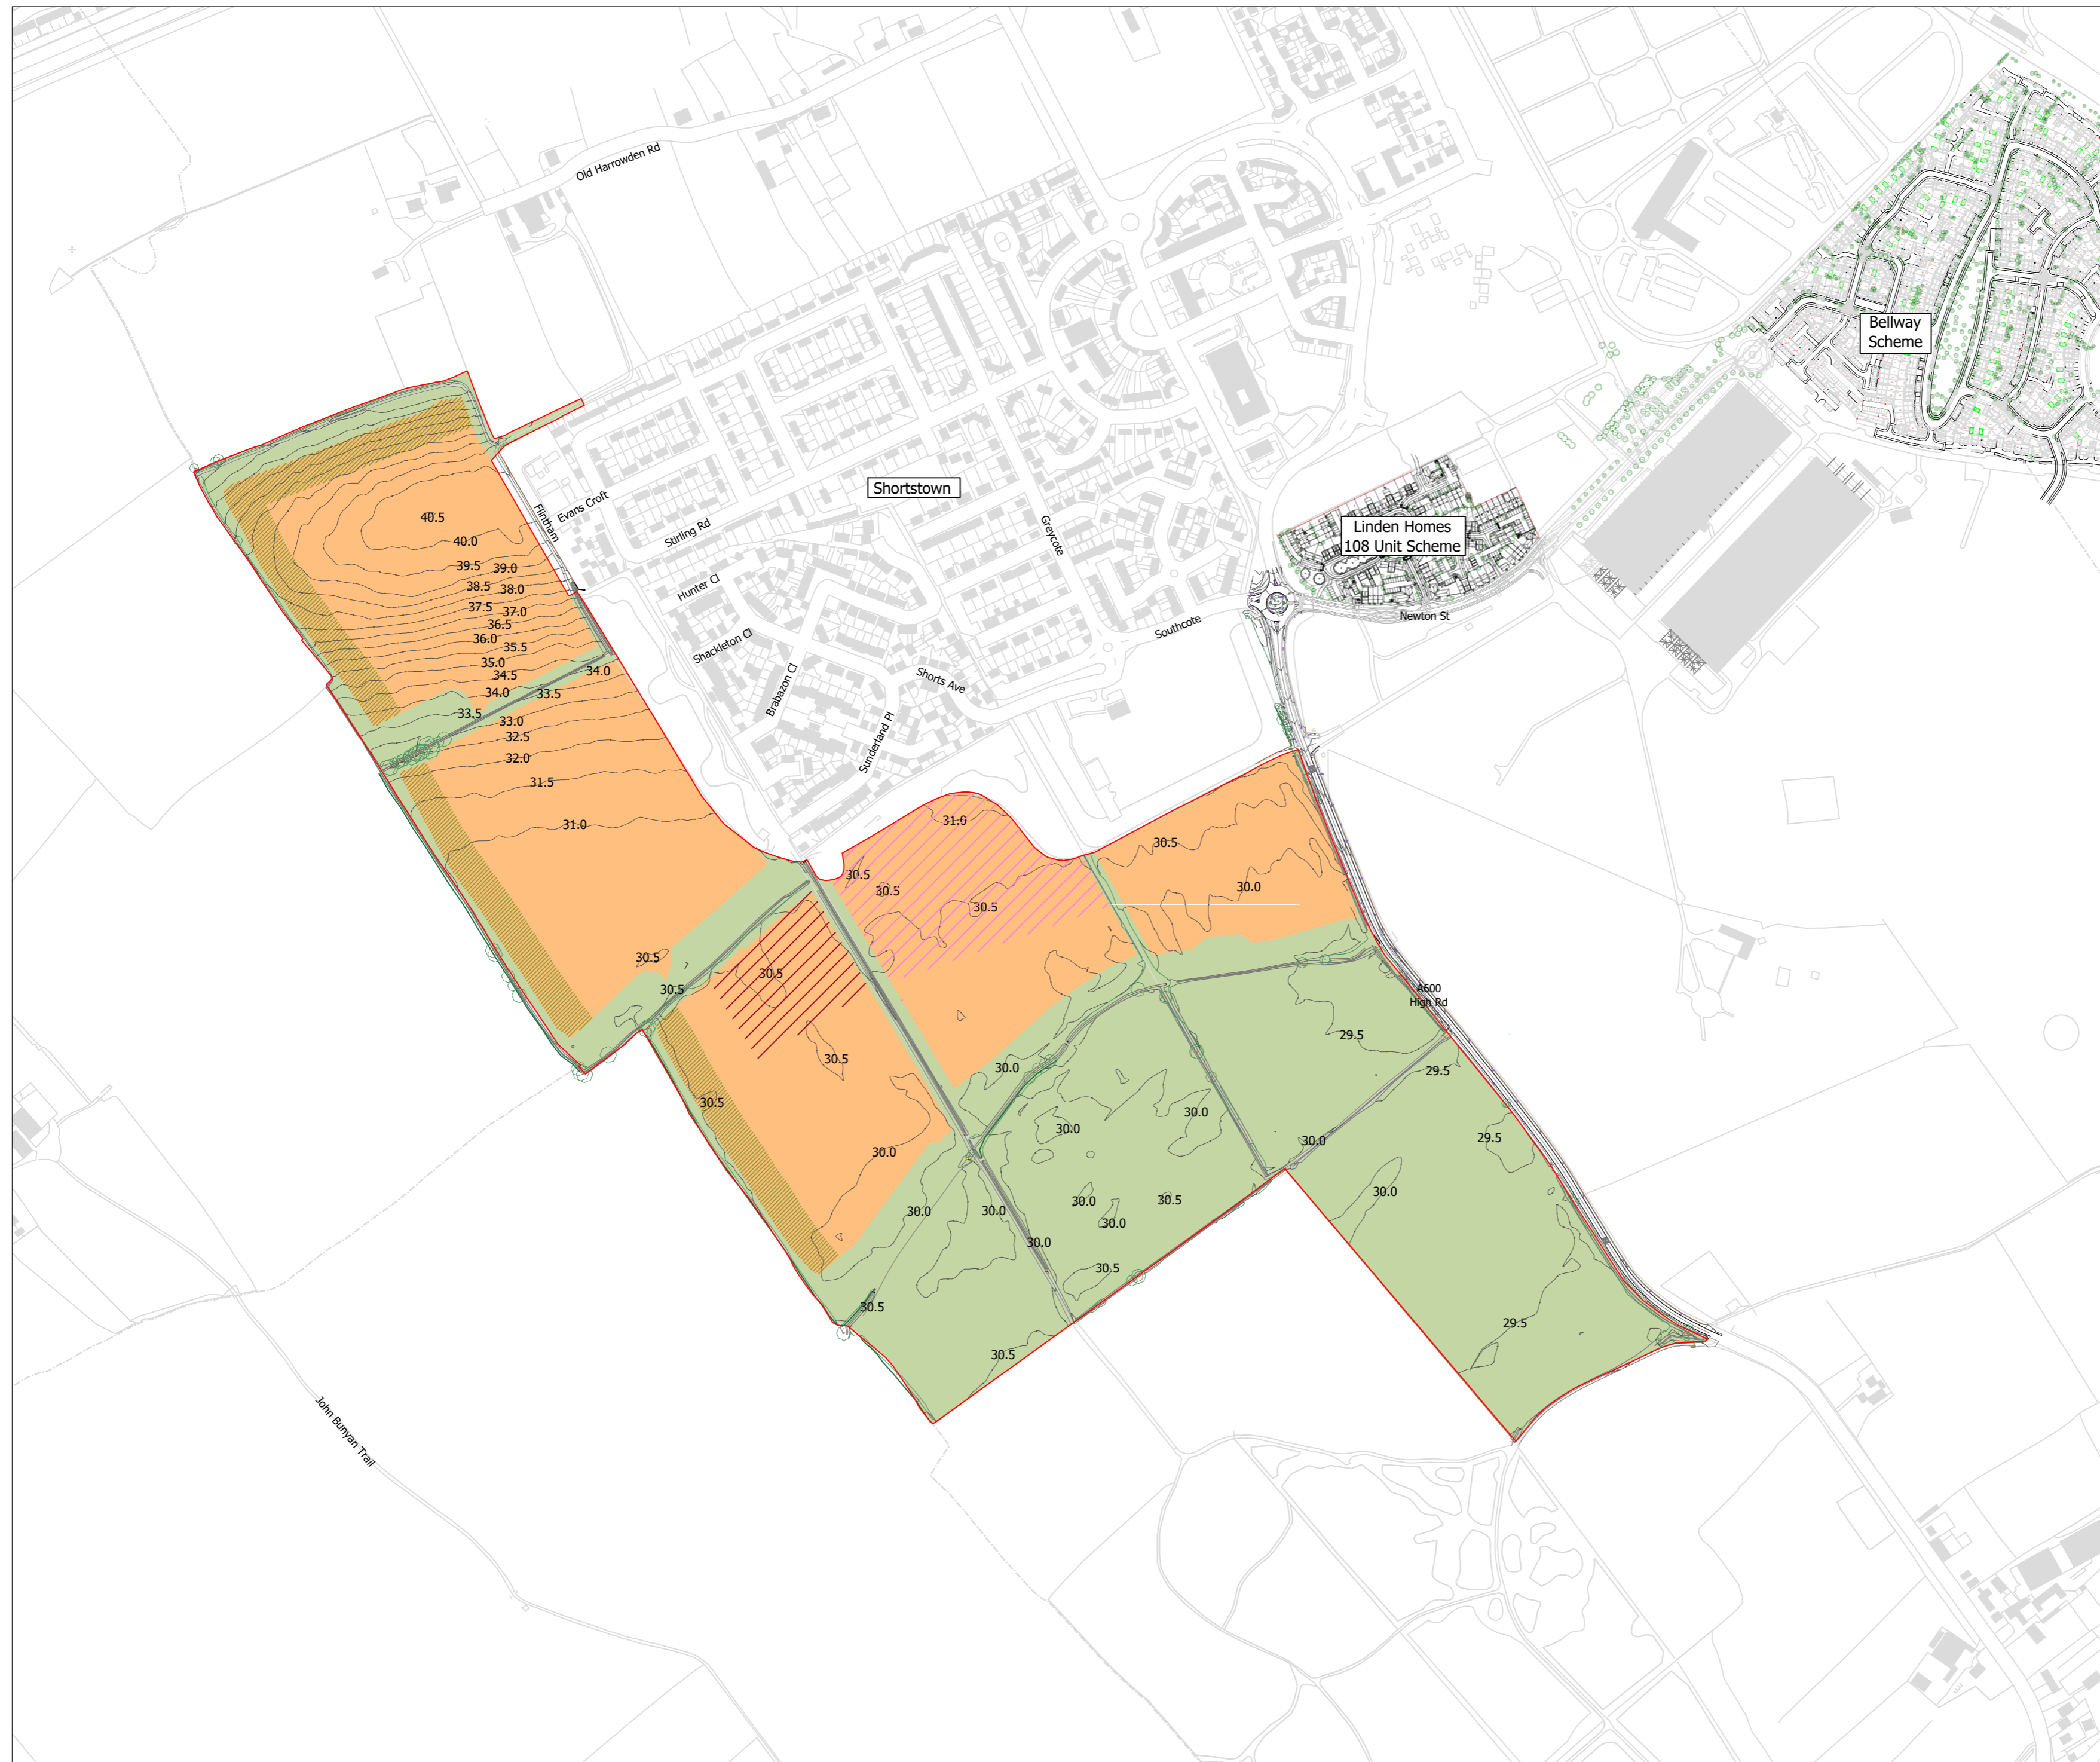 Old Harrowden Rd
Bellway
Scheme
Shortstown
Flintham
Evans Croft
Stirling Rd
Greycote
Linden Homes
108 Unit Scheme
Newton St
Hunter Cl
Southcote
Shackleton Cl
Brabazon Cl
Shorts Ave
Sunderland Pl
40.5
40.0
39.5
39.0
38.5
38.0
37.5
37.0
36.5
36.0
35.5
35.0
34.5
34.0
34.0
33.5
33.5
33.0
32.5
32.0
31.5
31.0
31.0
30.5
30.5
30.5
30.5
30.5
30.0
30.5
30.5
30.5
A600
High Rd
29.5
30.5
30.0
29.5
30.5
30.0
30.0
29.5
30.0
30.0
30.0
30.0
30.0
30.0
30.5
30.0
30.0
30.5
30.5
29.5
30.5
John Bunyan Trail